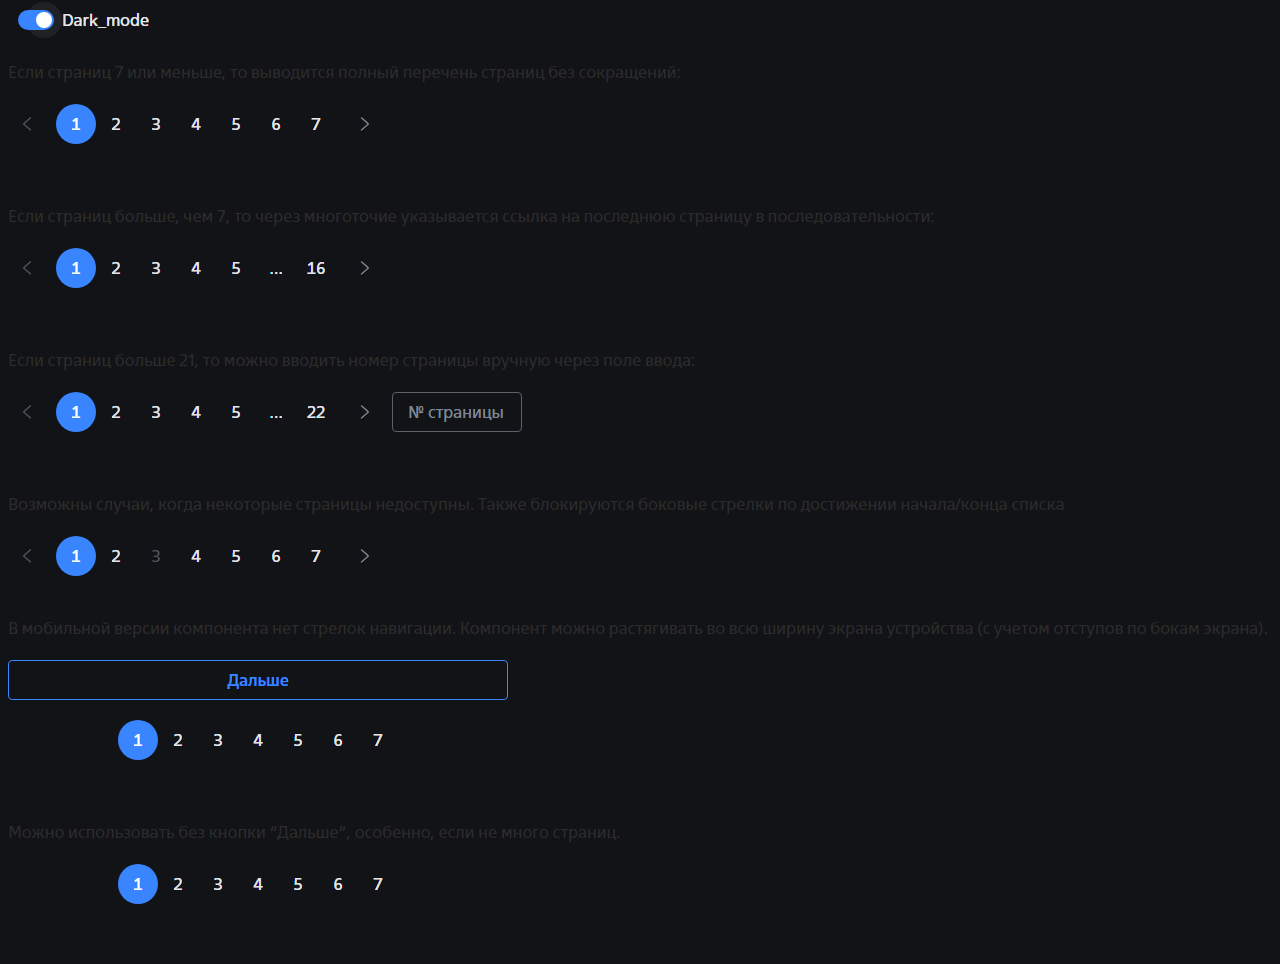 Dark_mode
Если страниц 7 или меньше, то выводится полный перечень страниц без сокращений:
1 2 3 4 5 6 7
Если страниц больше, чем 7, то через многоточие указывается ссылка на последнюю страницу в последовательности:
1 2 3 4 5 ... 16
Если страниц больше 21, то можно вводить номер страницы вручную через поле ввода:
1 2 3 4 5 ... 22 № страницы
Возможны случаи, когда некоторые страницы недоступны. Также блокируются боковые стрелки по достижении начала/конца списка
1 2 3 4 5 6 7
В мобильной версии компонента нет стрелок навигации. Компонент можно растягивать во всю ширину экрана устройства (с учетом отступов по бокам экрана).
Дальше
1 2 3 4 5 6 7
Можно использовать без кнопки “Дальше”, особенно, если не много страниц.
1 2 3 4 5 6 7